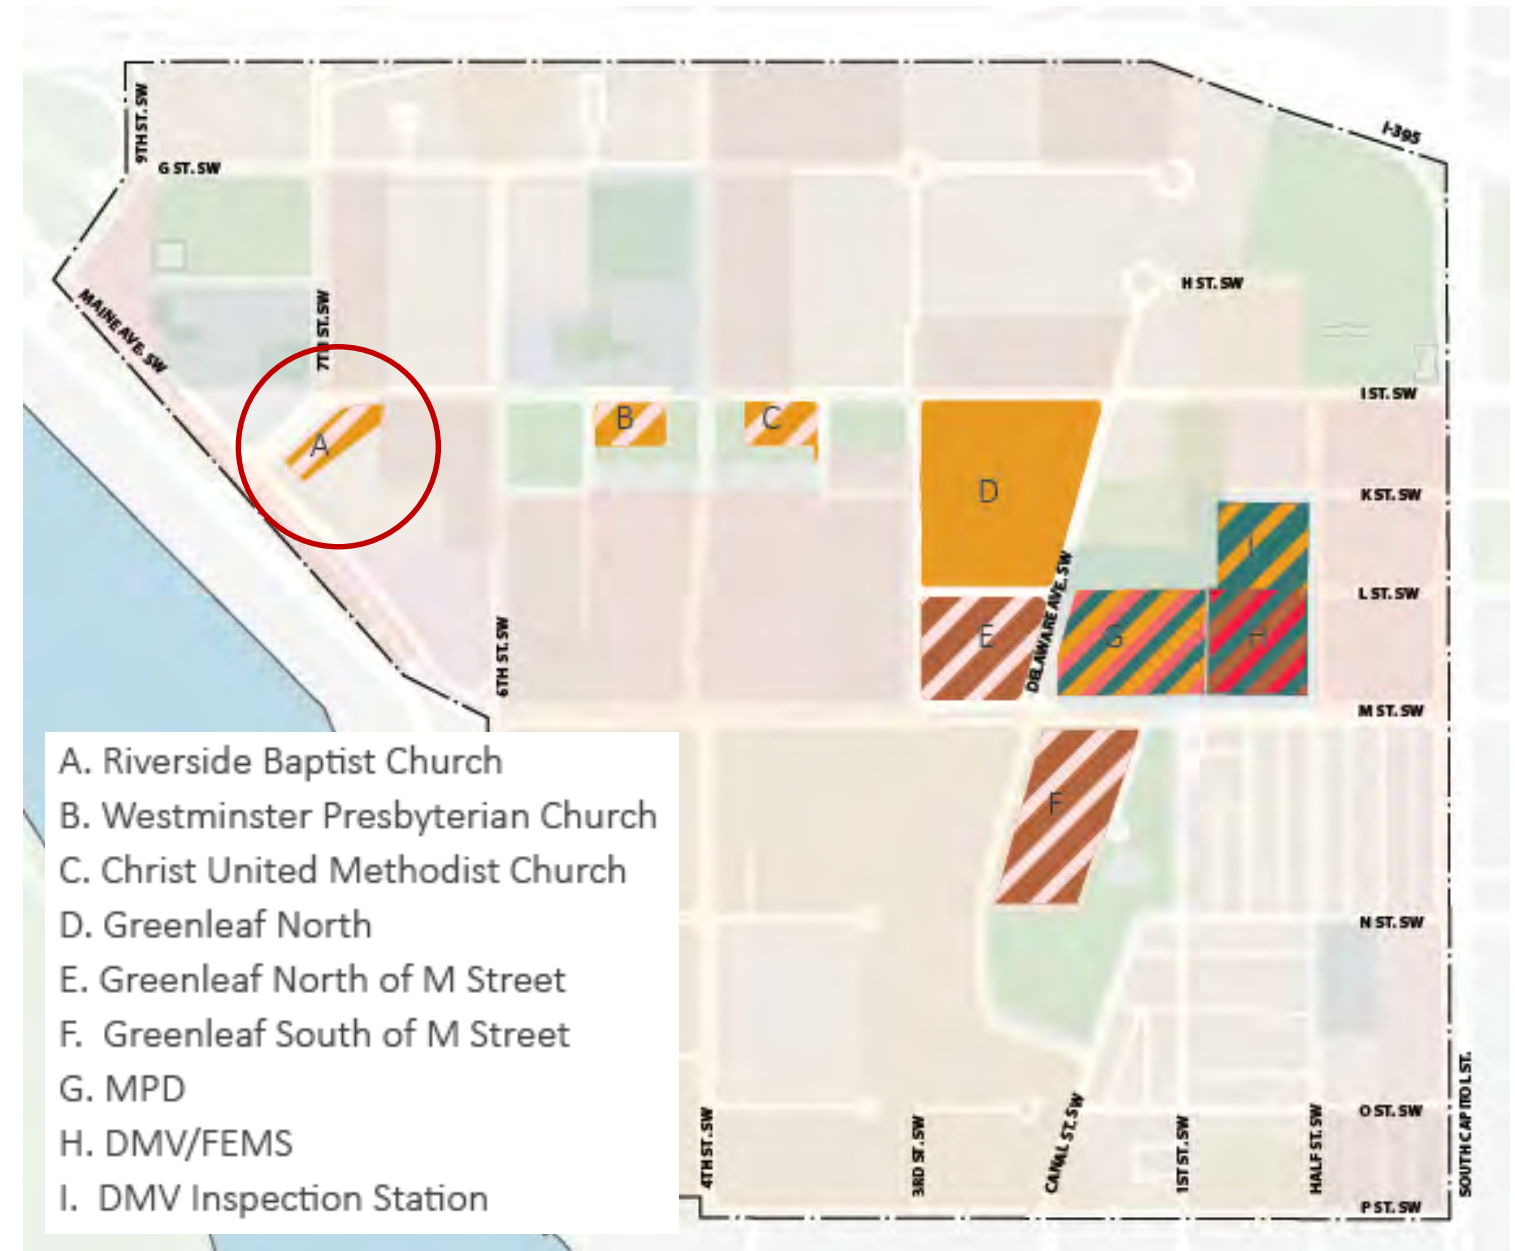 I-395
9TH ST. SW
G ST. SW
H ST. SW
MAINE AVE. SW
7TH ST. SW
I ST. SW
A
B
C
D
K ST. SW
I
DELAWARE AVE. SW
L ST. SW
E
G
H
6TH ST. SW
M ST. SW
F
A. Riverside Baptist Church
B. Westminster Presbyterian Church
C. Christ United Methodist Church
D. Greenleaf North
E. Greenleaf North of M Street
F. Greenleaf South of M Street
G. MPD
H. DMV/FEMS
I. DMV Inspection Station
N ST. SW
O ST. SW
4TH ST. SW
3RD ST. SW
CANAL ST. SW
1ST ST. SW
HALF ST. SW
SOUTH CAPITOL ST.
P ST. SW